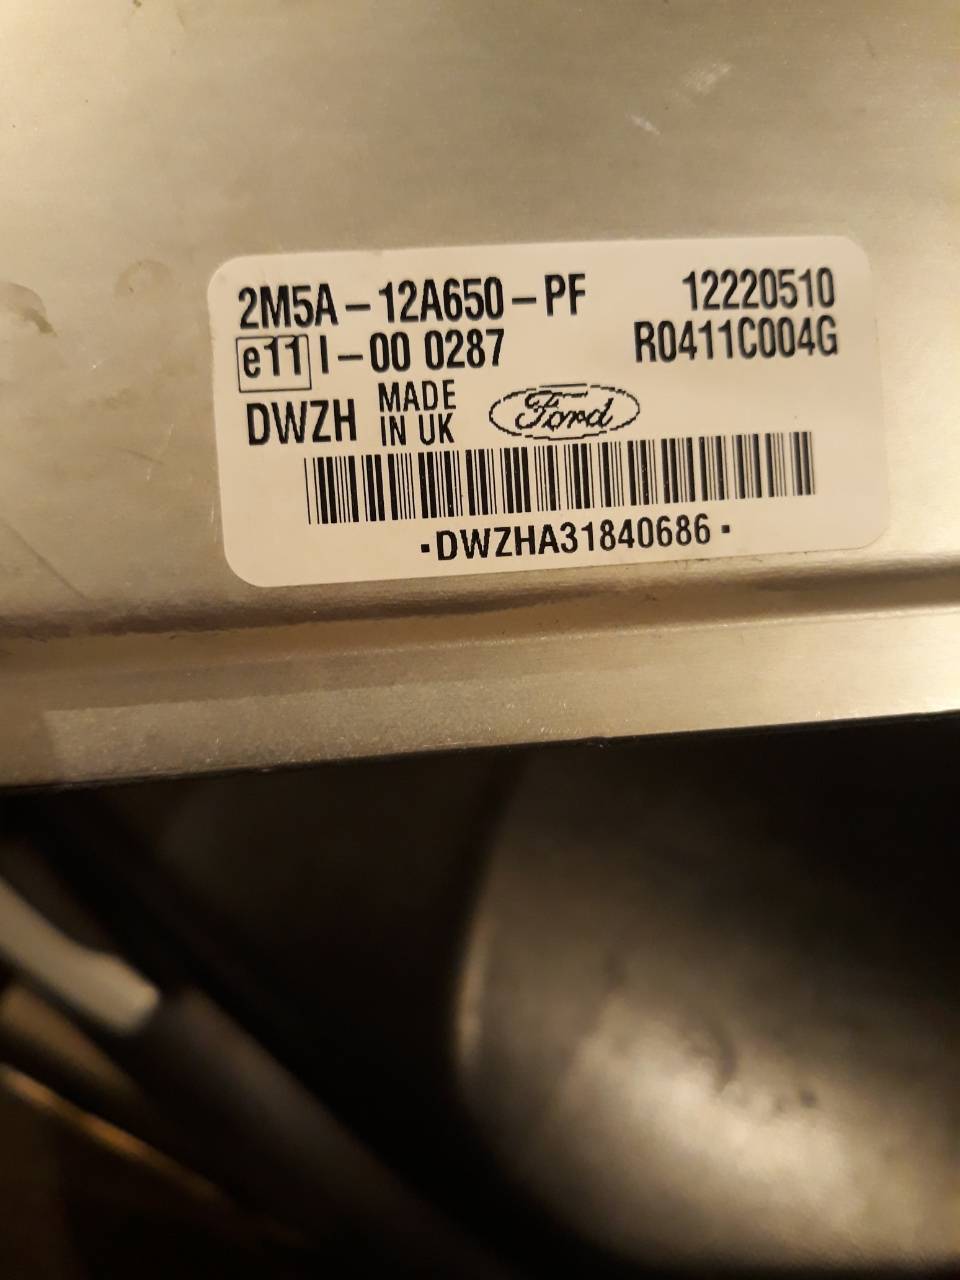 2M5A-12A650-PF 12220510
e11 I-00 0287 R0411C004G
DWZH MADE IN UK Ford
·DWZHA31840686·